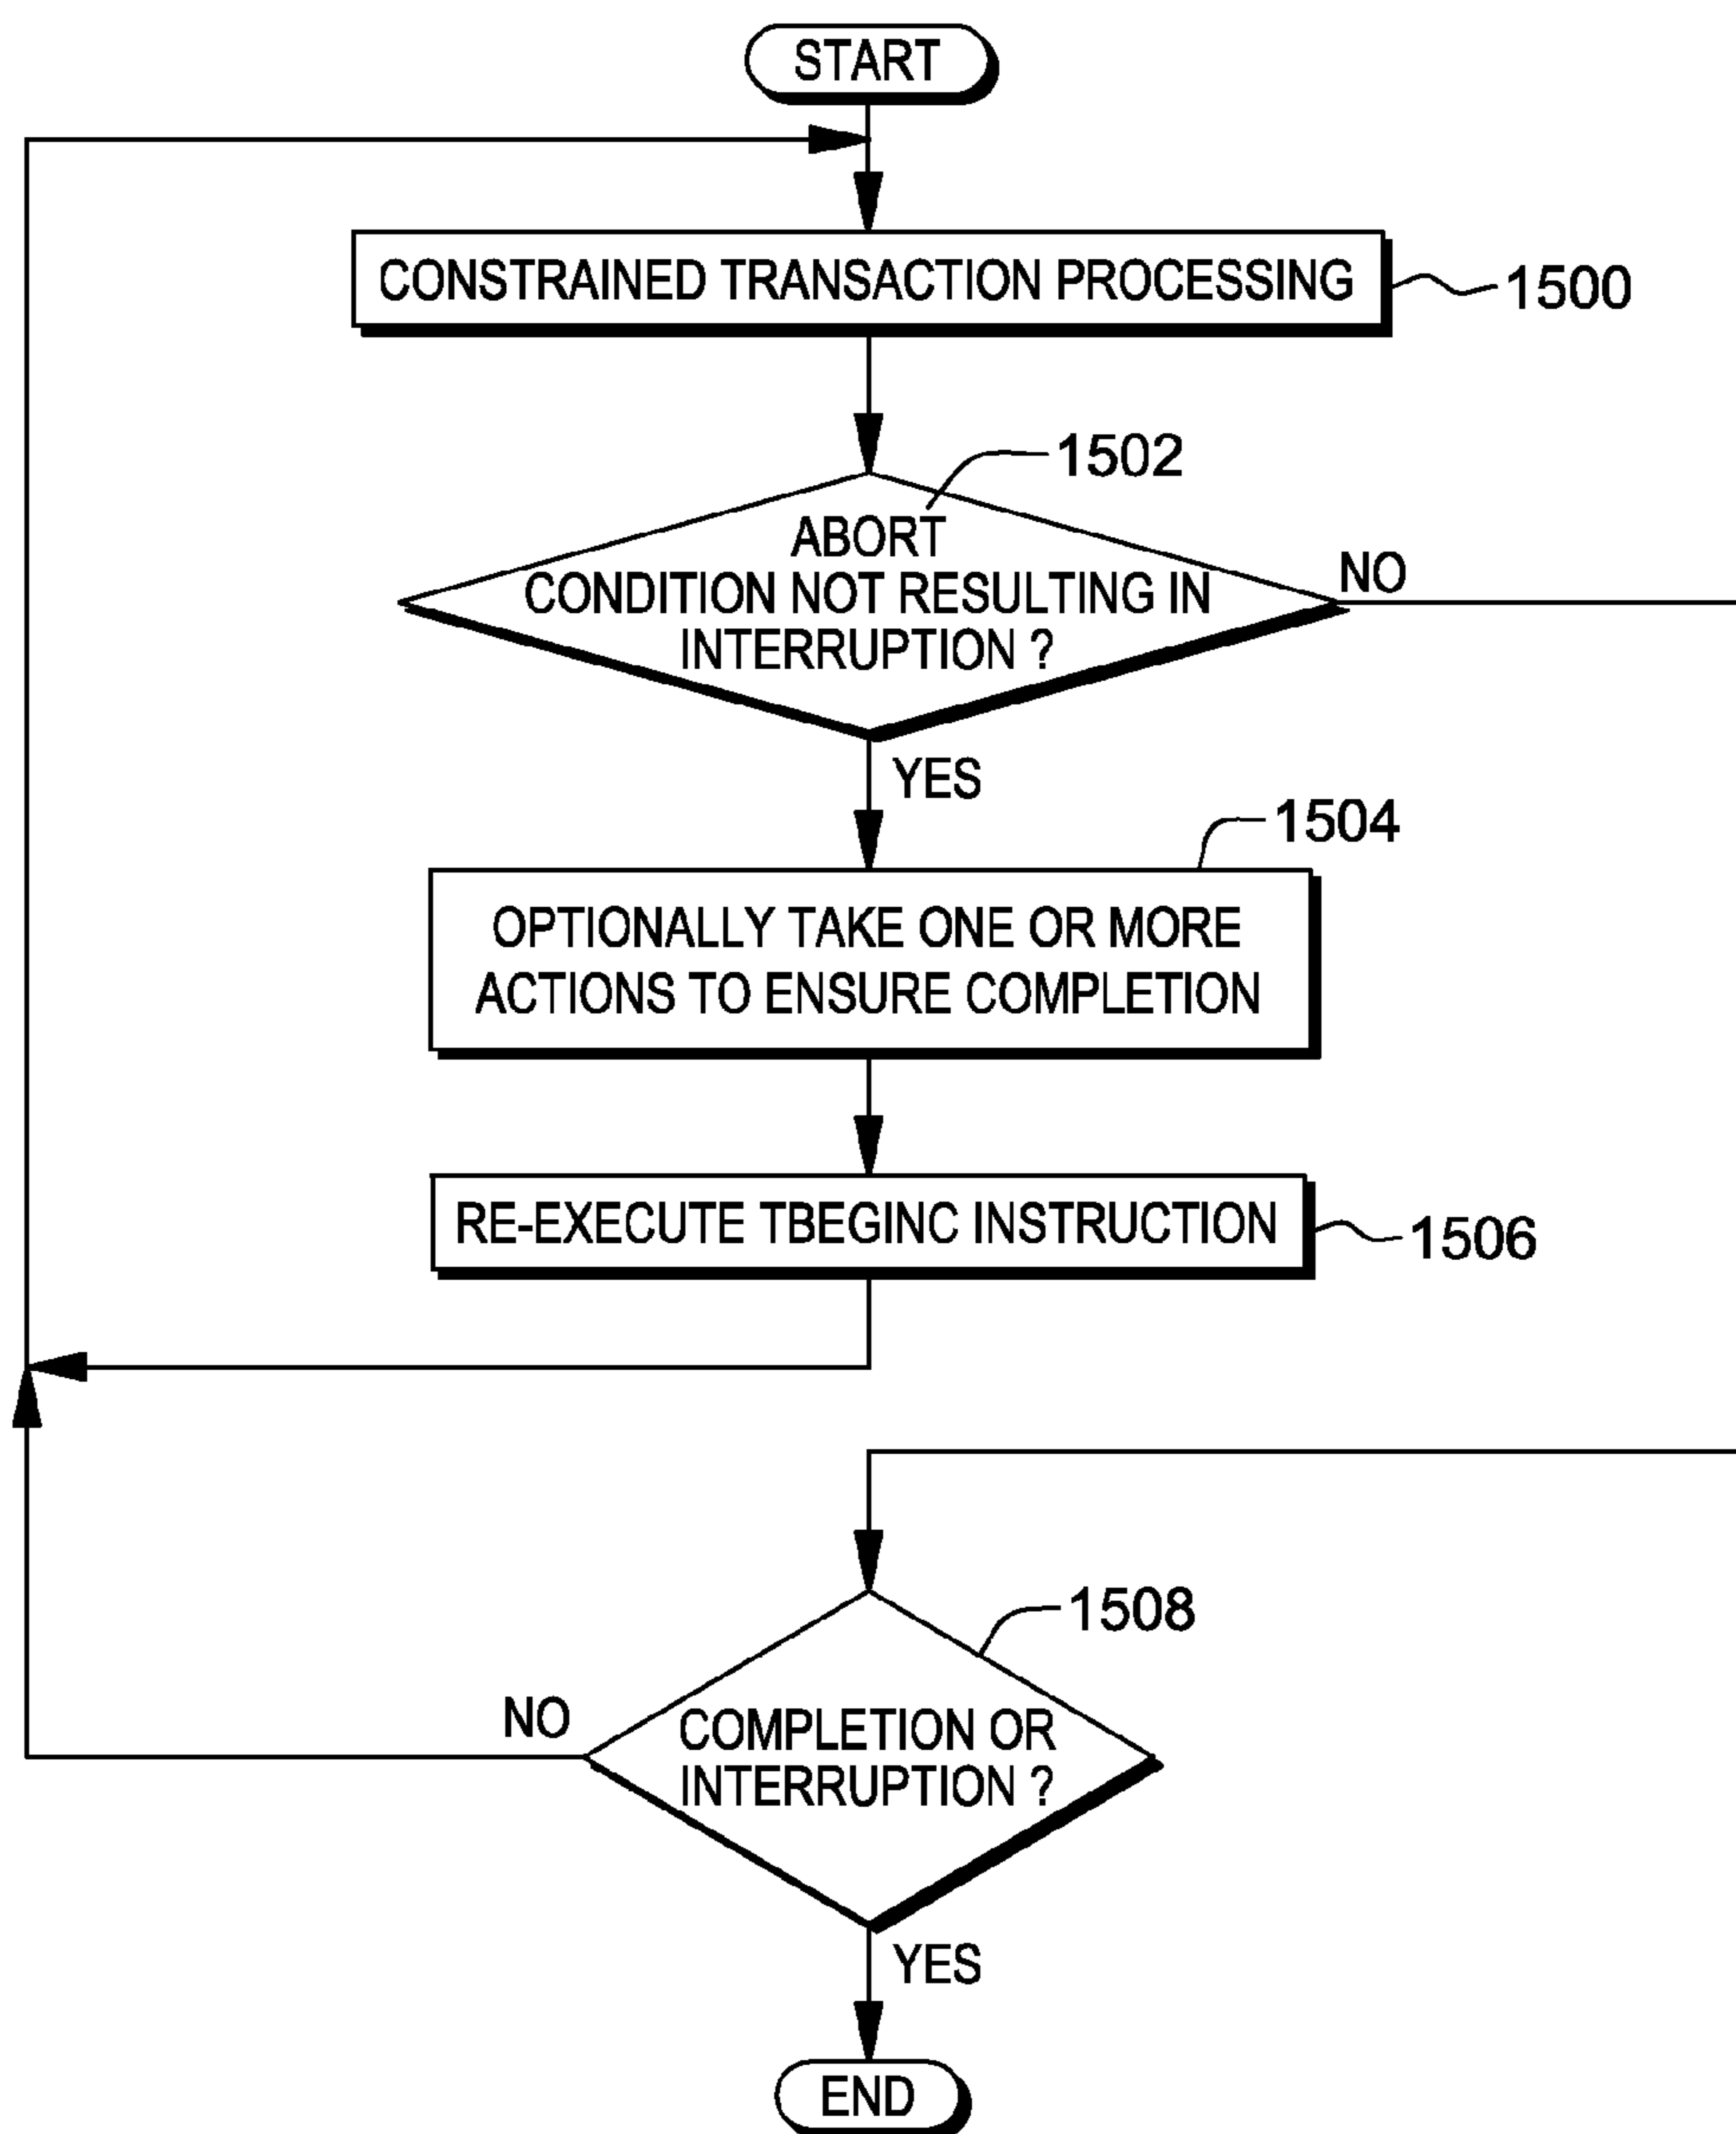 START
CONSTRAINED TRANSACTION PROCESSING
1500
1502
ABORT
CONDITION NOT RESULTING IN
INTERRUPTION ?
NO
YES
1504
OPTIONALLY TAKE ONE OR MORE
ACTIONS TO ENSURE COMPLETION
RE-EXECUTE TBEGINC INSTRUCTION
1506
1508
NO
COMPLETION OR
INTERRUPTION ?
YES
END